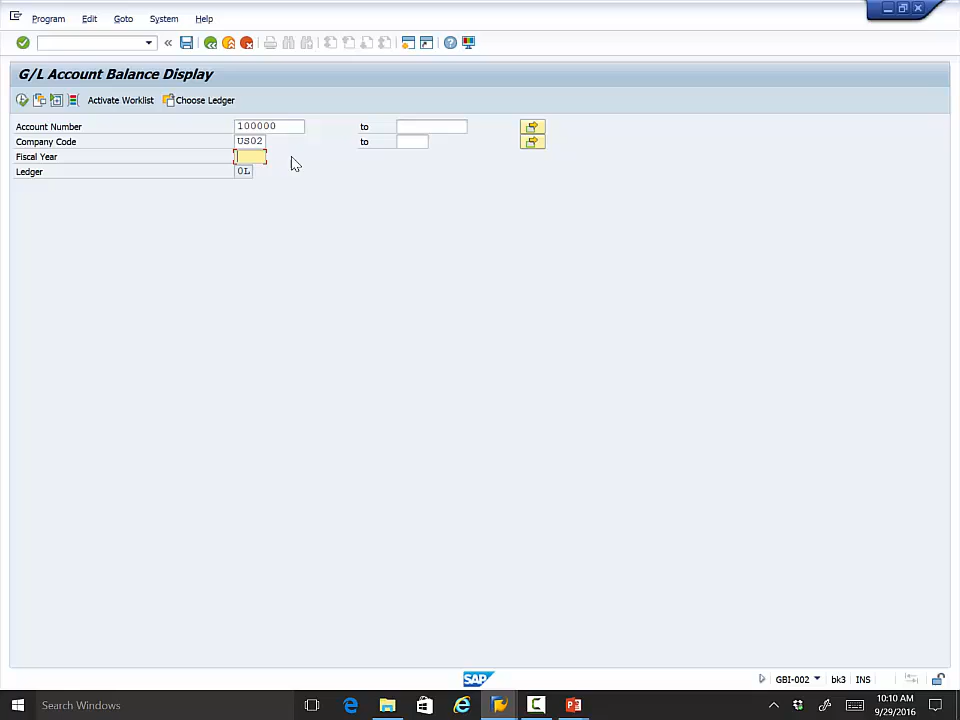 Program Edit Goto System Help
G/L Account Balance Display
Activate Worklist Choose Ledger
Account Number 100000 to
Company Code US02 to
Fiscal Year
Ledger 0L
SAP GBI-002 bk3 INS
Search Windows 10:10 AM
9/29/2016